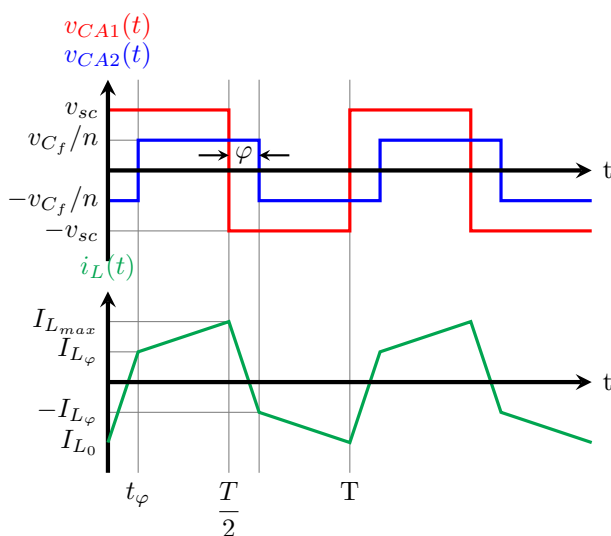 v_{CA1}(t)
v_{CA2}(t)
v_{sc}
v_{C_f}/n
φ
t
-v_{C_f}/n
-v_{sc}
i_L(t)
I_{L_{max}}
I_{L_φ}
t
-I_{L_φ}
I_{L_0}
t_φ
T/2
T